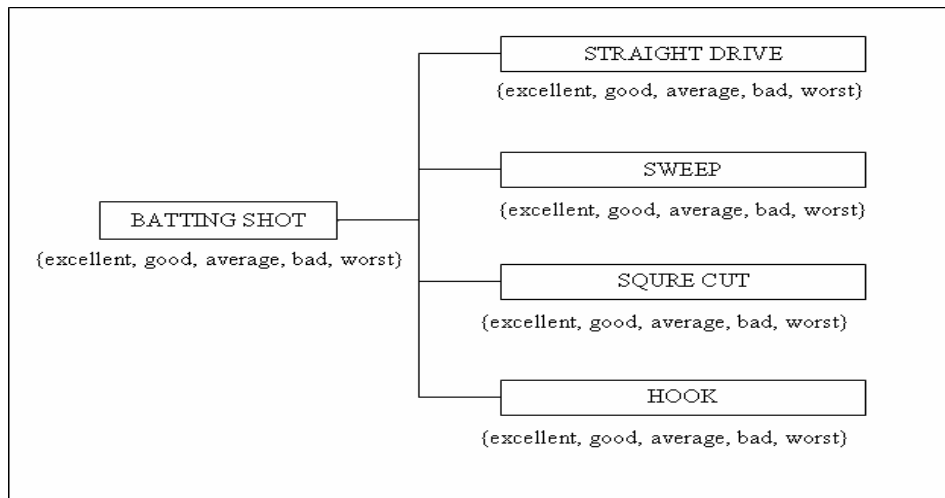 STRAIGHT DRIVE
{excellent, good, average, bad, worst}
SWEEP
{excellent, good, average, bad, worst}
BATTING SHOT
{excellent, good, average, bad, worst}
SQURE CUT
{excellent, good, average, bad, worst}
HOOK
{excellent, good, average, bad, worst}